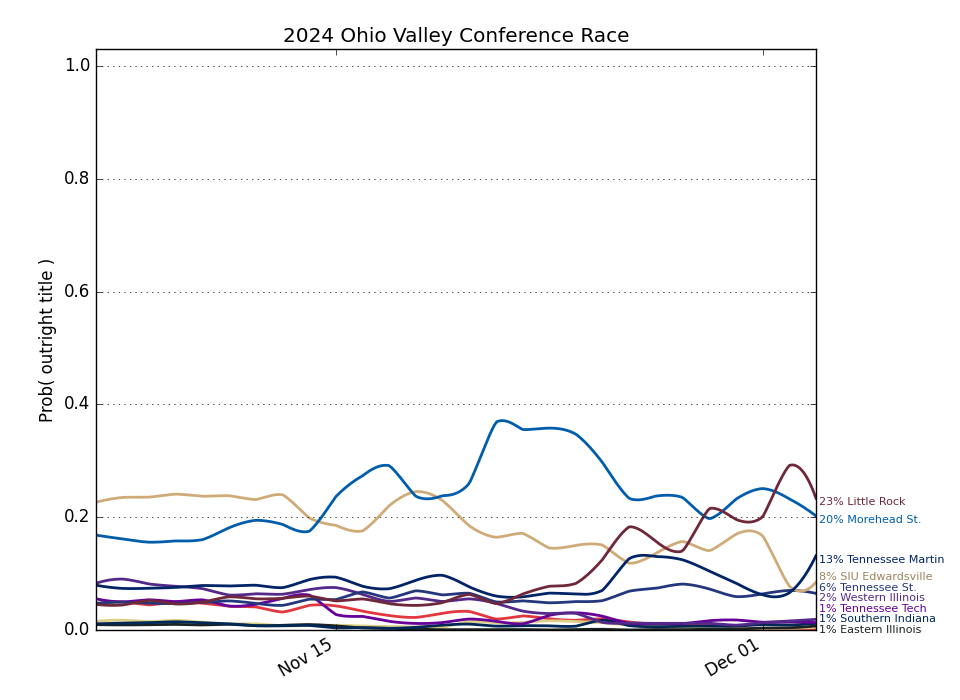 2024 Ohio Valley Conference Race
1.0
0.8
0.6
0.4
0.2
0.0
Prob( outright title )
Nov 15
Dec 01
23% Little Rock
20% Morehead St.
13% Tennessee Martin
8% SIU Edwardsville
6% Tennessee St.
2% Western Illinois
1% Tennessee Tech
1% Southern Indiana
1% Eastern Illinois